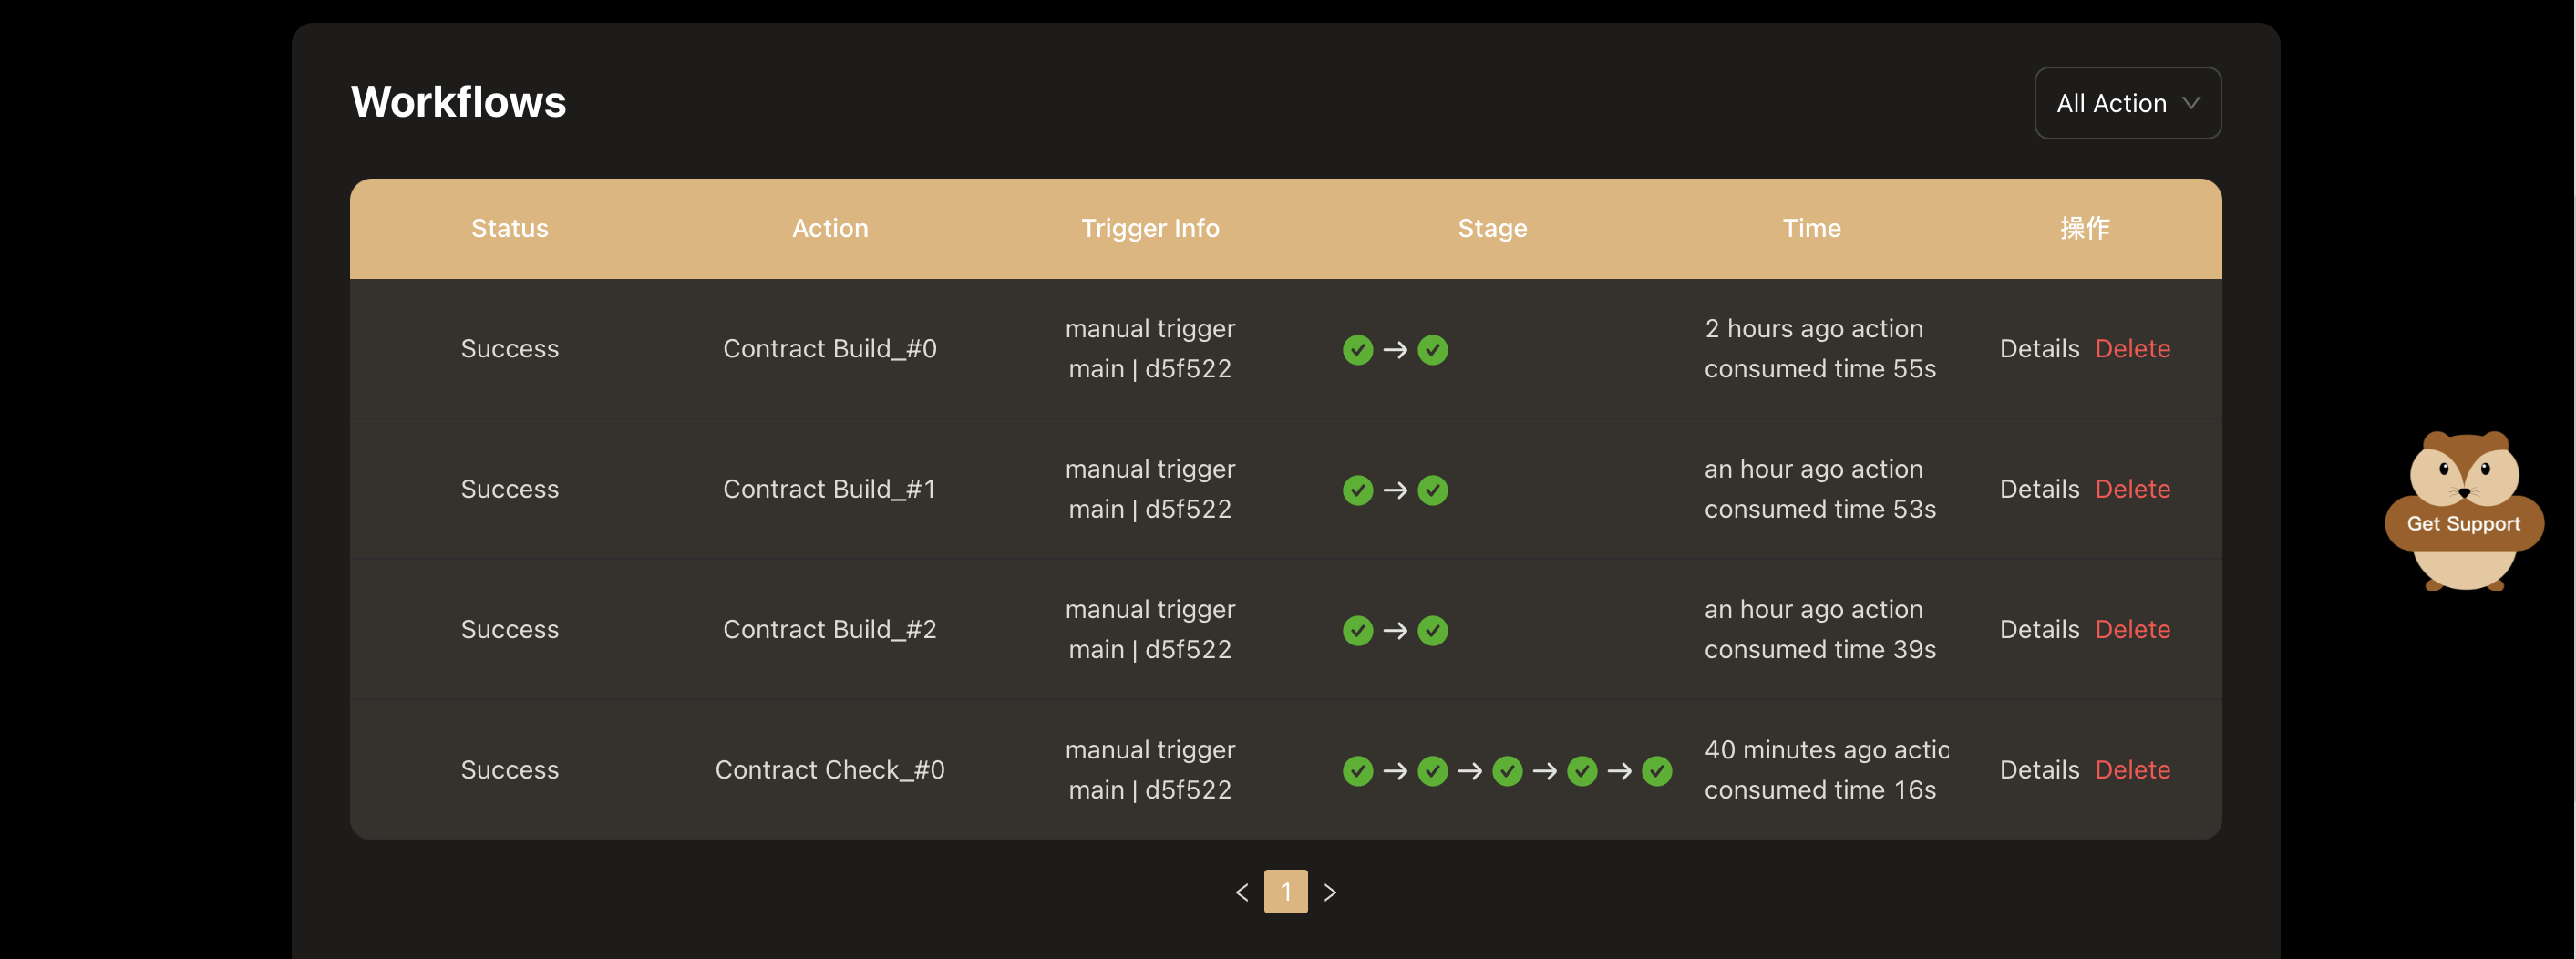 Workflows
All Action
Status Action Trigger Info Stage Time 操作
Success Contract Build_#0 manual trigger 2 hours ago action Details Delete
main | d5f522 consumed time 55s
Success Contract Build_#1 manual trigger an hour ago action Details Delete
main | d5f522 consumed time 53s
Success Contract Build_#2 manual trigger an hour ago action Details Delete
main | d5f522 consumed time 39s
Success Contract Check_#0 manual trigger 40 minutes ago actio Details Delete
main | d5f522 consumed time 16s
Get Support
< 1 >